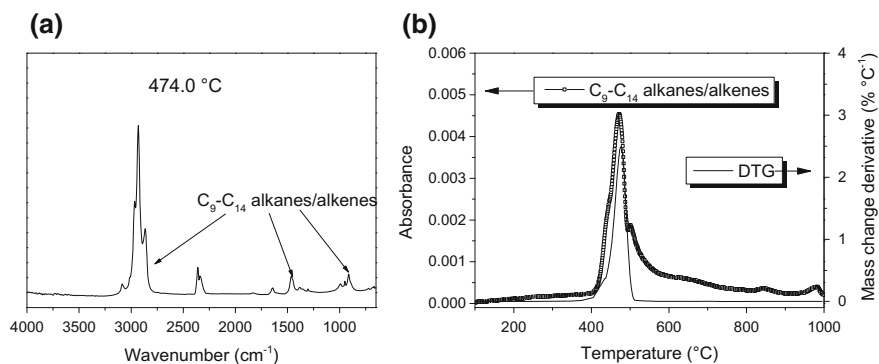 (a)
474.0 °C
C9-C14 alkanes/alkenes
4000 3500 3000 2500 2000 1500 1000
Wavenumber (cm-1)
(b)
0.006
0.005
0.004
0.003
0.002
0.001
0.000
Absorbance
C9-C14 alkanes/alkenes
DTG
4
3
2
1
0
Mass change derivative (% °C-1)
200 400 600 800 1000
Temperature (°C)